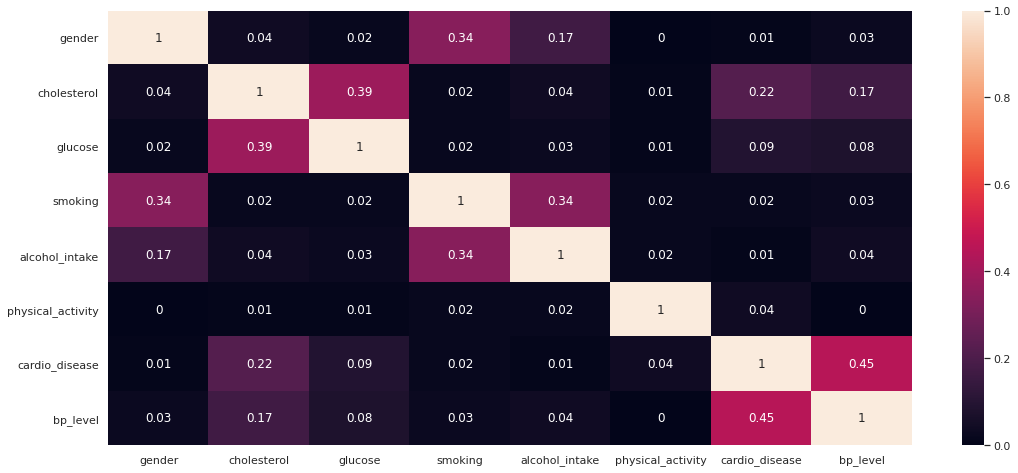 gender 1 0.04 0.02 0.34 0.17 0 0.01 0.03
cholesterol 0.04 1 0.39 0.02 0.04 0.01 0.22 0.17
glucose 0.02 0.39 1 0.02 0.03 0.01 0.09 0.08
smoking 0.34 0.02 0.02 1 0.34 0.02 0.02 0.03
alcohol_intake 0.17 0.04 0.03 0.34 1 0.02 0.01 0.04
physical_activity 0 0.01 0.01 0.02 0.02 1 0.04 0
cardio_disease 0.01 0.22 0.09 0.02 0.01 0.04 1 0.45
bp_level 0.03 0.17 0.08 0.03 0.04 0 0.45 1
gender cholesterol glucose smoking alcohol_intake physical_activity cardio_disease bp_level
1.0
0.8
0.6
0.4
0.2
0.0